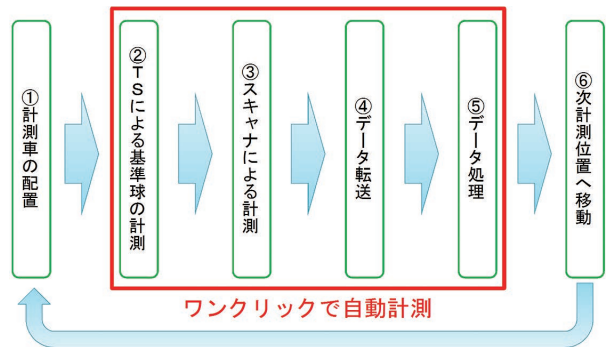 ①計測車の配置
②TSによる基準球の計測
③スキャナによる計測
④データ転送
⑤データ処理
⑥次計測位置へ移動
ワンクリックで自動計測